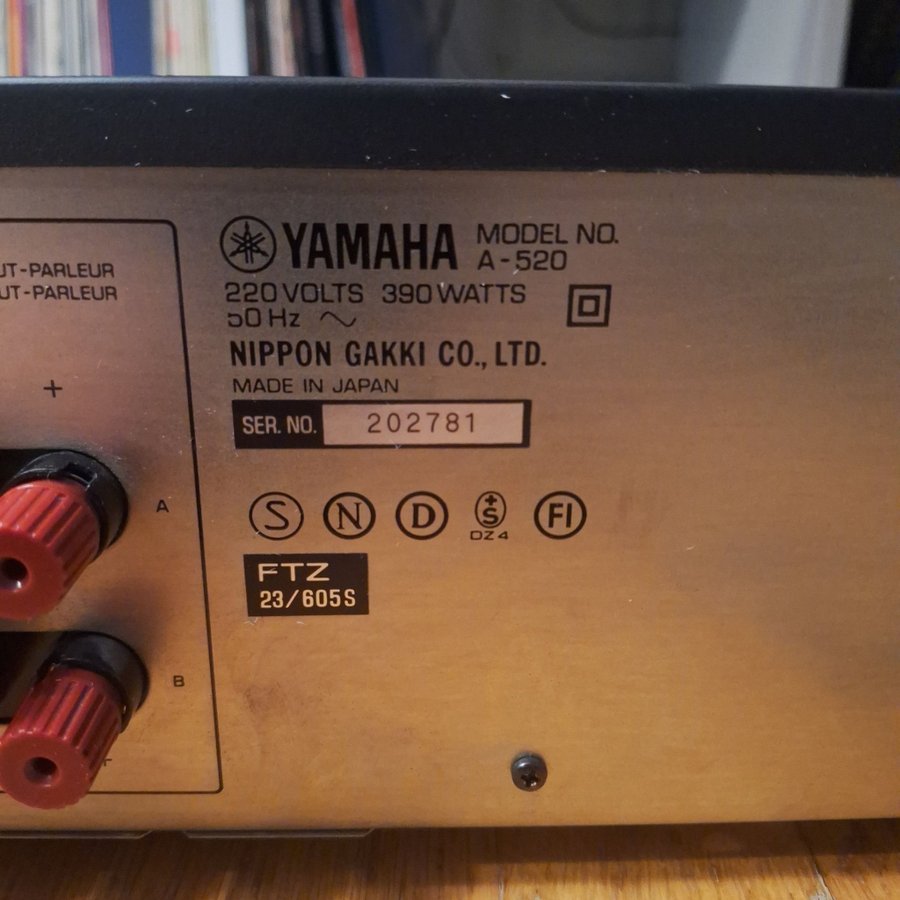 YAMAHA MODEL NO.
A-520
220 VOLTS 390 WATTS
50 Hz
NIPPON GAKKI CO., LTD.
MADE IN JAPAN
SER. NO. 202781
S N D +S FI
DZ4
FTZ
23/605S
UT-PARLEUR
UT-PARLEUR
+
A
B
+